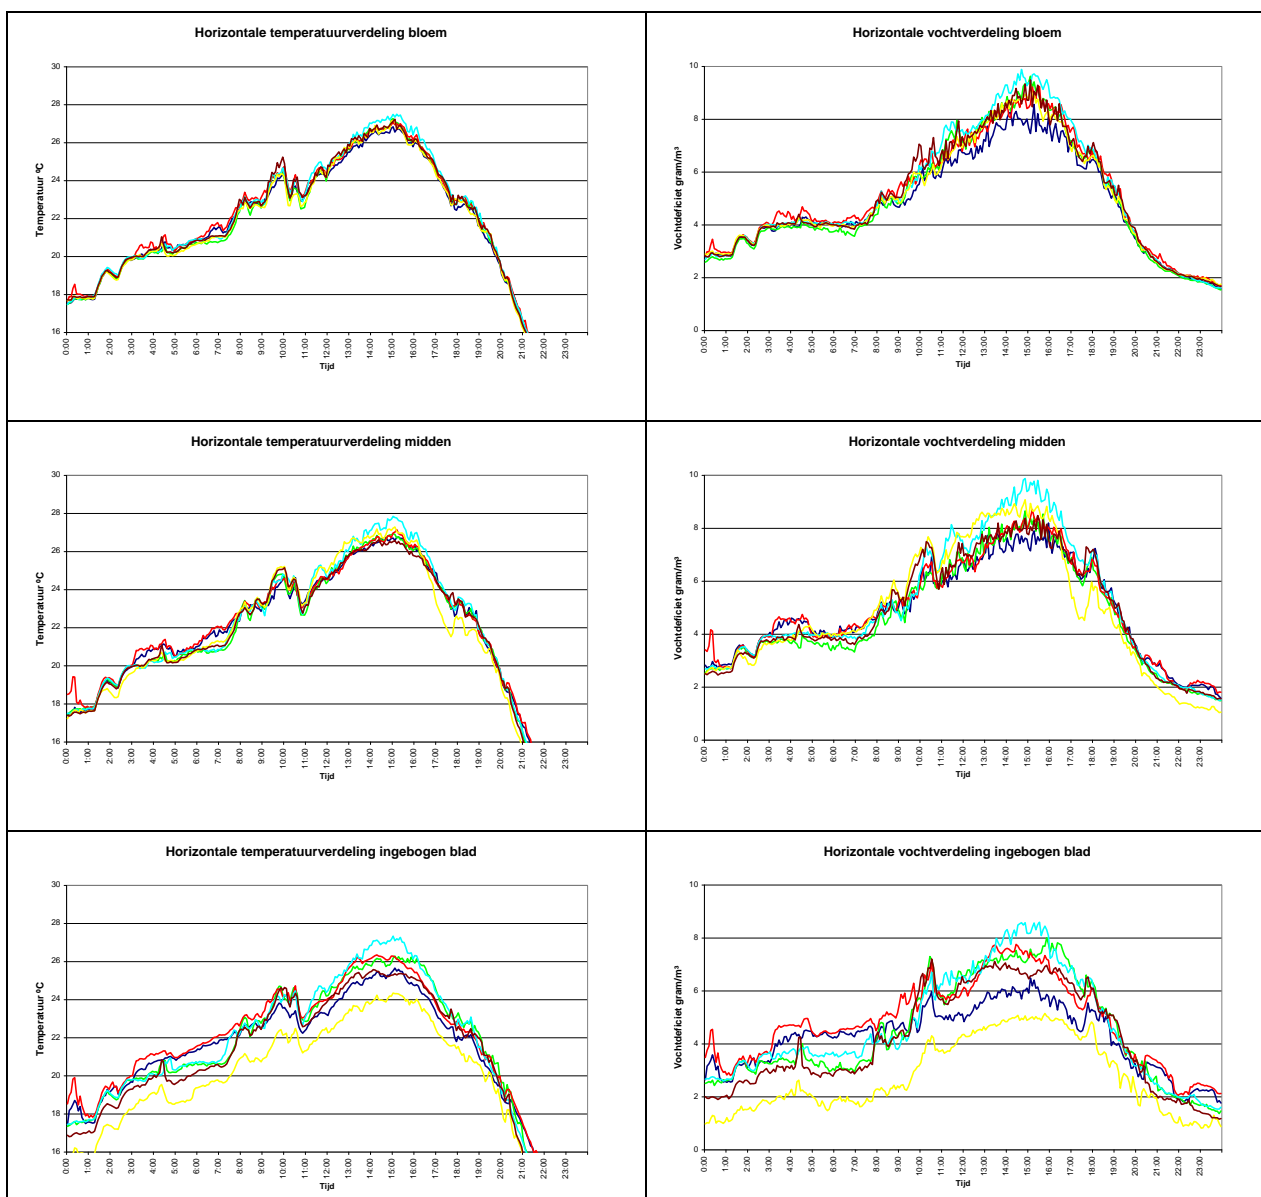 Horizontale temperatuurverdeling bloem
30
28
26
24
22
20
18
16
Temperatuur ºC
0:00 1:00 2:00 3:00 4:00 5:00 6:00 7:00 8:00 9:00 10:00 11:00 12:00 13:00 14:00 15:00 16:00 17:00 18:00 19:00 20:00 21:00 22:00 23:00
Tijd
Horizontale vochtverdeling bloem
10
8
6
4
2
0
Vochtdeficiet gram/m³
0:00 1:00 2:00 3:00 4:00 5:00 6:00 7:00 8:00 9:00 10:00 11:00 12:00 13:00 14:00 15:00 16:00 17:00 18:00 19:00 20:00 21:00 22:00 23:00
Tijd
Horizontale temperatuurverdeling midden
30
28
26
24
22
20
18
16
Temperatuur ºC
0:00 1:00 2:00 3:00 4:00 5:00 6:00 7:00 8:00 9:00 10:00 11:00 12:00 13:00 14:00 15:00 16:00 17:00 18:00 19:00 20:00 21:00 22:00 23:00
Tijd
Horizontale vochtverdeling midden
10
8
6
4
2
0
Vochtdeficiet gram/m³
0:00 1:00 2:00 3:00 4:00 5:00 6:00 7:00 8:00 9:00 10:00 11:00 12:00 13:00 14:00 15:00 16:00 17:00 18:00 19:00 20:00 21:00 22:00 23:00
Tijd
Horizontale temperatuurverdeling ingebogen blad
30
28
26
24
22
20
18
16
Temperatuur ºC
0:00 1:00 2:00 3:00 4:00 5:00 6:00 7:00 8:00 9:00 10:00 11:00 12:00 13:00 14:00 15:00 16:00 17:00 18:00 19:00 20:00 21:00 22:00 23:00
Tijd
Horizontale vochtverdeling ingebogen blad
10
8
6
4
2
0
Vochtdeficiet gram/m³
0:00 1:00 2:00 3:00 4:00 5:00 6:00 7:00 8:00 9:00 10:00 11:00 12:00 13:00 14:00 15:00 16:00 17:00 18:00 19:00 20:00 21:00 22:00 23:00
Tijd